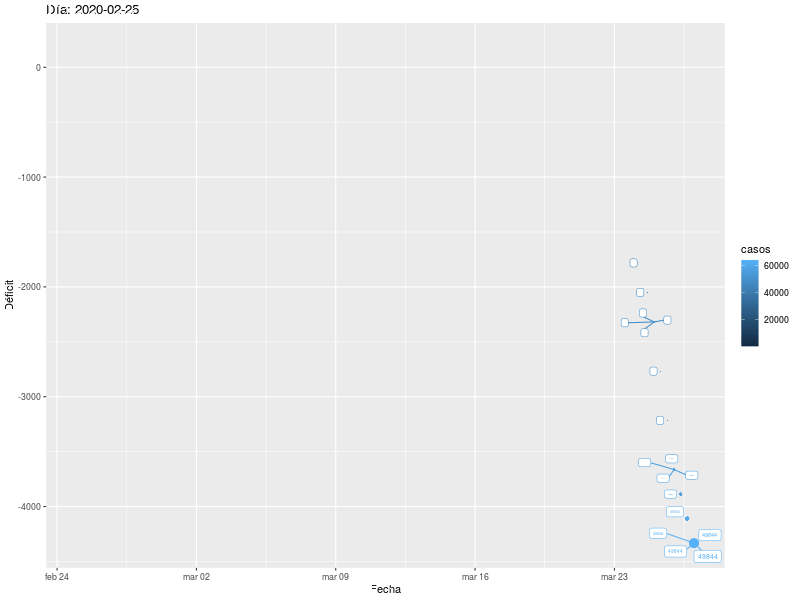 Día: 2020-02-25
0
-1000
-2000
-3000
-4000
Déficit
feb 24
mar 02
mar 09
mar 16
mar 23
Fecha
casos
60000
40000
20000
49844
49844
49844